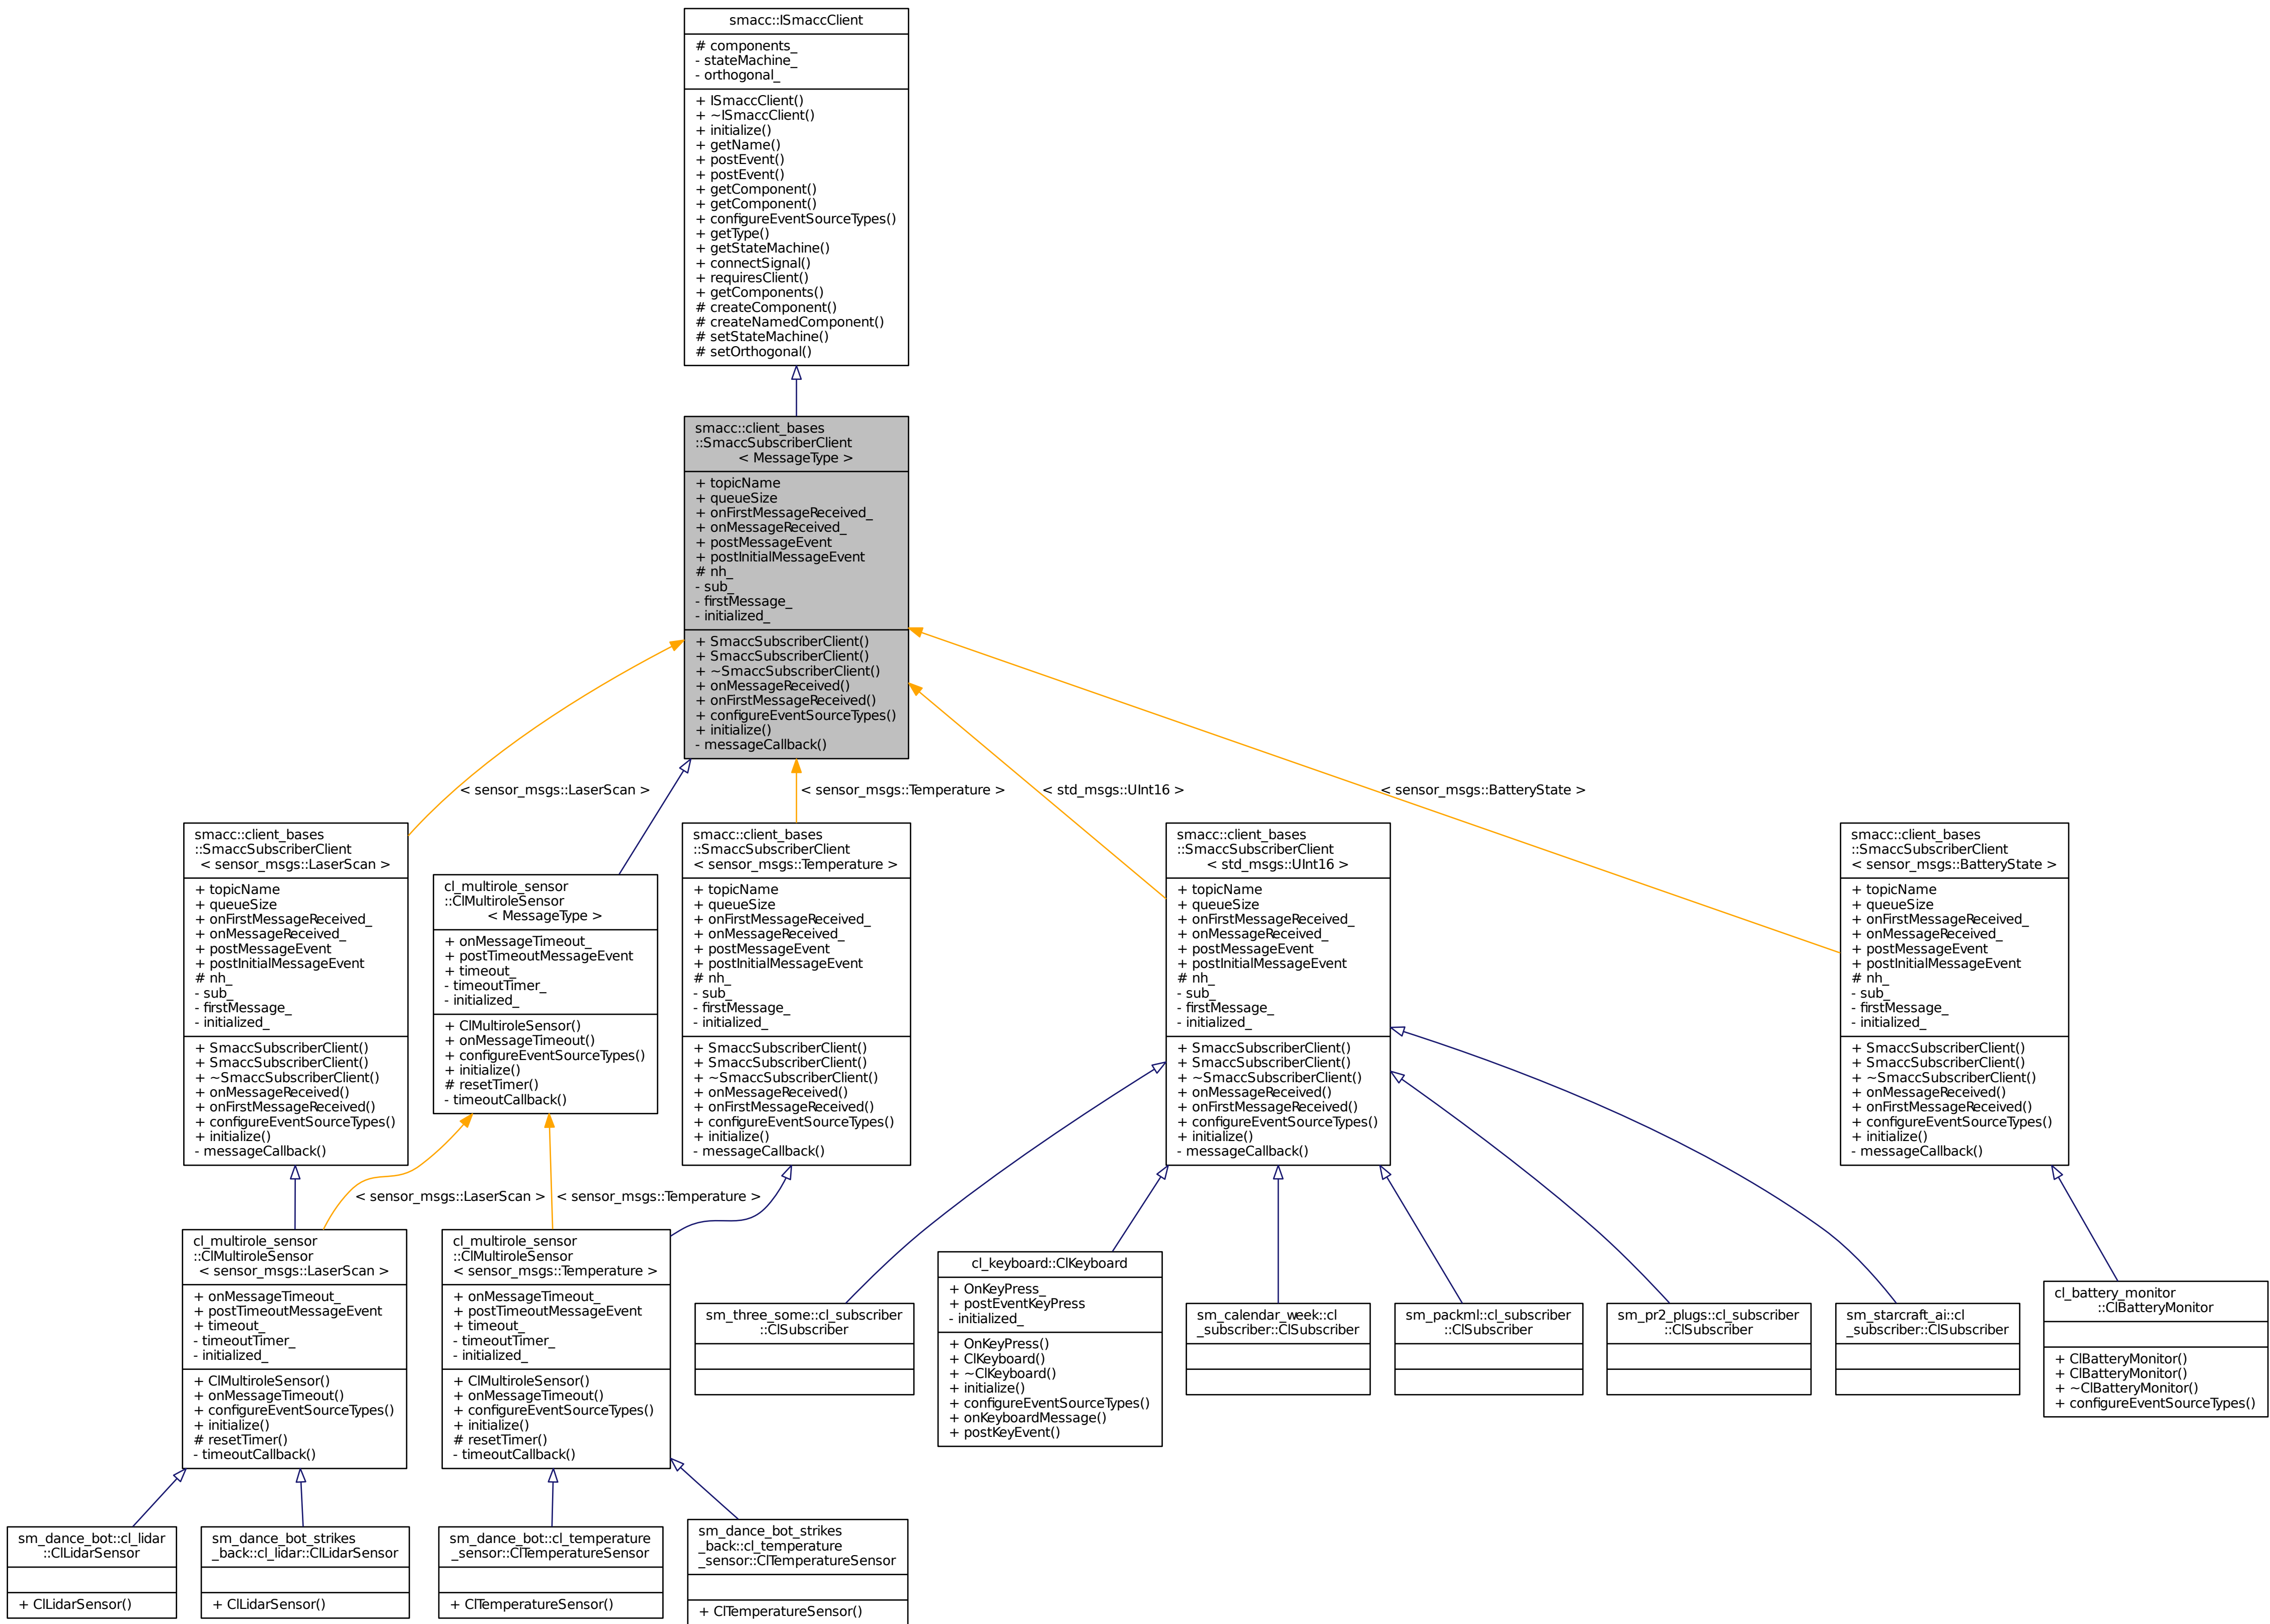 smacc::ISmaccClient
# components_
- stateMachine_
- orthogonal_
+ ISmaccClient()
+ ~ISmaccClient()
+ initialize()
+ getName()
+ postEvent()
+ postEvent()
+ getComponent()
+ getComponent()
+ configureEventSourceTypes()
+ getType()
+ getStateMachine()
+ connectSignal()
+ requiresClient()
+ getComponents()
# createComponent()
# createNamedComponent()
# setStateMachine()
# setOrthogonal()
smacc::client_bases
::SmaccSubscriberClient
< MessageType >
+ topicName
+ queueSize
+ onFirstMessageReceived_
+ onMessageReceived_
+ postMessageEvent
+ postInitialMessageEvent
# nh_
- sub_
- firstMessage_
- initialized_
+ SmaccSubscriberClient()
+ SmaccSubscriberClient()
+ ~SmaccSubscriberClient()
+ onMessageReceived()
+ onFirstMessageReceived()
+ configureEventSourceTypes()
+ initialize()
- messageCallback()
< sensor_msgs::LaserScan >
< sensor_msgs::Temperature >
< std_msgs::UInt16 >
< sensor_msgs::BatteryState >
smacc::client_bases
::SmaccSubscriberClient
< sensor_msgs::LaserScan >
+ topicName
+ queueSize
+ onFirstMessageReceived_
+ onMessageReceived_
+ postMessageEvent
+ postInitialMessageEvent
# nh_
- sub_
- firstMessage_
- initialized_
+ SmaccSubscriberClient()
+ SmaccSubscriberClient()
+ ~SmaccSubscriberClient()
+ onMessageReceived()
+ onFirstMessageReceived()
+ configureEventSourceTypes()
+ initialize()
- messageCallback()
cl_multirole_sensor
::ClMultiroleSensor
< MessageType >
+ onMessageTimeout_
+ postTimeoutMessageEvent
+ timeout_
- timeoutTimer_
- initialized_
+ ClMultiroleSensor()
+ onMessageTimeout()
+ configureEventSourceTypes()
+ initialize()
# resetTimer()
- timeoutCallback()
smacc::client_bases
::SmaccSubscriberClient
< sensor_msgs::Temperature >
+ topicName
+ queueSize
+ onFirstMessageReceived_
+ onMessageReceived_
+ postMessageEvent
+ postInitialMessageEvent
# nh_
- sub_
- firstMessage_
- initialized_
+ SmaccSubscriberClient()
+ SmaccSubscriberClient()
+ ~SmaccSubscriberClient()
+ onMessageReceived()
+ onFirstMessageReceived()
+ configureEventSourceTypes()
+ initialize()
- messageCallback()
smacc::client_bases
::SmaccSubscriberClient
< std_msgs::UInt16 >
+ topicName
+ queueSize
+ onFirstMessageReceived_
+ onMessageReceived_
+ postMessageEvent
+ postInitialMessageEvent
# nh_
- sub_
- firstMessage_
- initialized_
+ SmaccSubscriberClient()
+ SmaccSubscriberClient()
+ ~SmaccSubscriberClient()
+ onMessageReceived()
+ onFirstMessageReceived()
+ configureEventSourceTypes()
+ initialize()
- messageCallback()
smacc::client_bases
::SmaccSubscriberClient
< sensor_msgs::BatteryState >
+ topicName
+ queueSize
+ onFirstMessageReceived_
+ onMessageReceived_
+ postMessageEvent
+ postInitialMessageEvent
# nh_
- sub_
- firstMessage_
- initialized_
+ SmaccSubscriberClient()
+ SmaccSubscriberClient()
+ ~SmaccSubscriberClient()
+ onMessageReceived()
+ onFirstMessageReceived()
+ configureEventSourceTypes()
+ initialize()
- messageCallback()
< sensor_msgs::LaserScan >
< sensor_msgs::Temperature >
cl_multirole_sensor
::ClMultiroleSensor
< sensor_msgs::LaserScan >
+ onMessageTimeout_
+ postTimeoutMessageEvent
+ timeout_
- timeoutTimer_
- initialized_
+ ClMultiroleSensor()
+ onMessageTimeout()
+ configureEventSourceTypes()
+ initialize()
# resetTimer()
- timeoutCallback()
cl_multirole_sensor
::ClMultiroleSensor
< sensor_msgs::Temperature >
+ onMessageTimeout_
+ postTimeoutMessageEvent
+ timeout_
- timeoutTimer_
- initialized_
+ ClMultiroleSensor()
+ onMessageTimeout()
+ configureEventSourceTypes()
+ initialize()
# resetTimer()
- timeoutCallback()
sm_three_some::cl_subscriber
::ClSubscriber
cl_keyboard::ClKeyboard
+ OnKeyPress_
+ postEventKeyPress
- initialized_
+ OnKeyPress()
+ ClKeyboard()
+ ~ClKeyboard()
+ initialize()
+ configureEventSourceTypes()
+ onKeyboardMessage()
+ postKeyEvent()
sm_calendar_week::cl
_subscriber::ClSubscriber
sm_packml::cl_subscriber
::ClSubscriber
sm_pr2_plugs::cl_subscriber
::ClSubscriber
sm_starcraft_ai::cl
_subscriber::ClSubscriber
cl_battery_monitor
::ClBatteryMonitor
+ ClBatteryMonitor()
+ ClBatteryMonitor()
+ ~ClBatteryMonitor()
+ configureEventSourceTypes()
sm_dance_bot::cl_lidar
::ClLidarSensor
+ ClLidarSensor()
sm_dance_bot_strikes
_back::cl_lidar::ClLidarSensor
+ ClLidarSensor()
sm_dance_bot::cl_temperature
_sensor::ClTemperatureSensor
+ ClTemperatureSensor()
sm_dance_bot_strikes
_back::cl_temperature
_sensor::ClTemperatureSensor
+ ClTemperatureSensor()